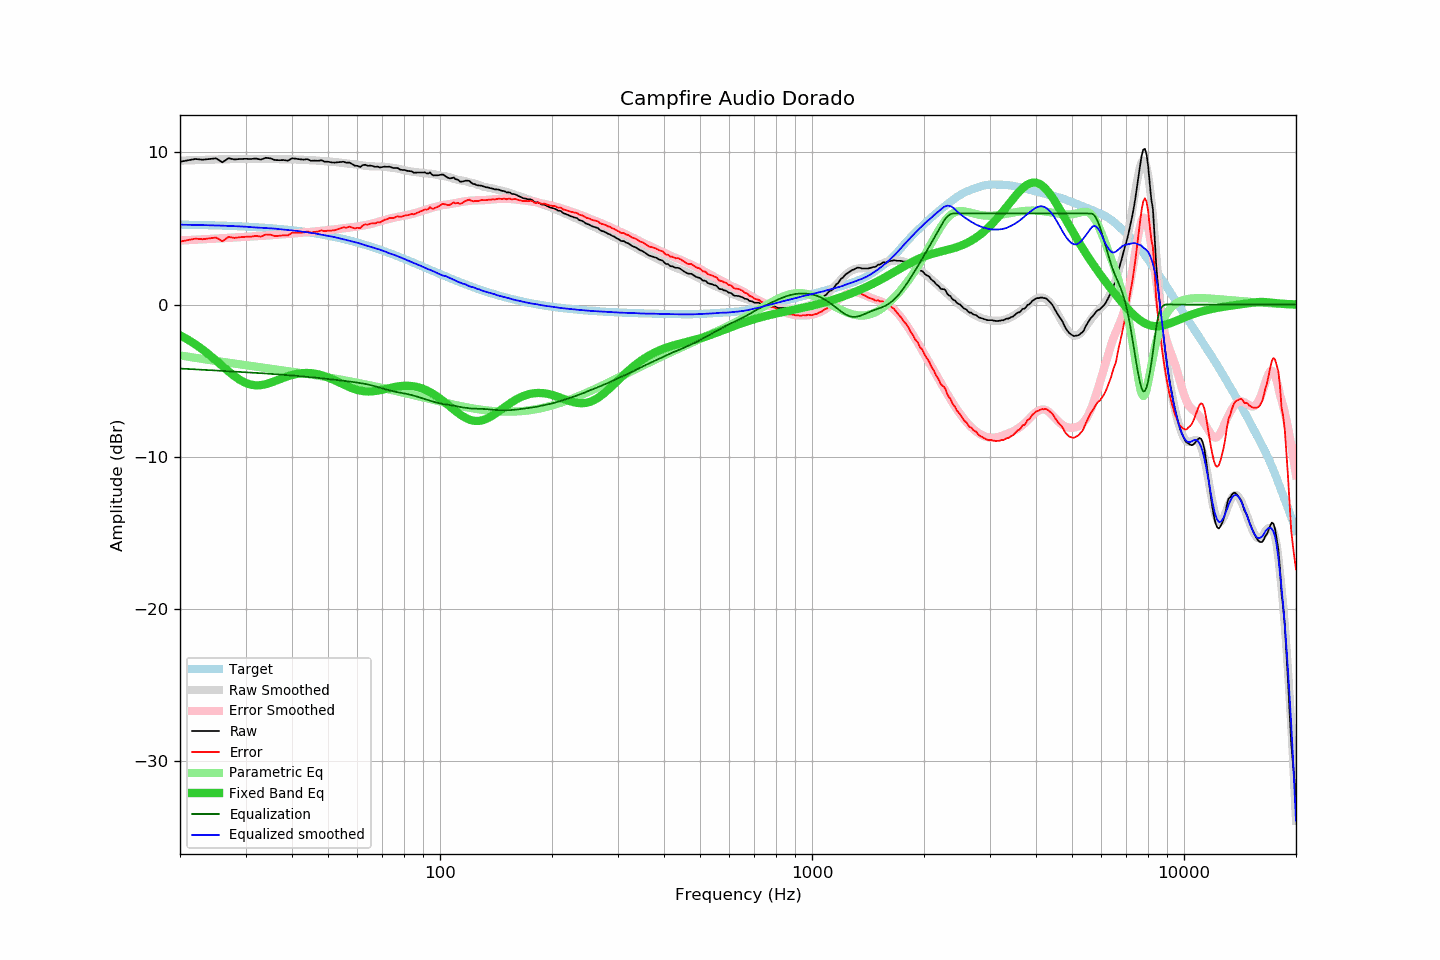 Campfire Audio Dorado
10
0
−10
−20
−30
Amplitude (dBr)
100
1000
10000
Frequency (Hz)
Target
Raw Smoothed
Error Smoothed
Raw
Error
Parametric Eq
Fixed Band Eq
Equalization
Equalized smoothed